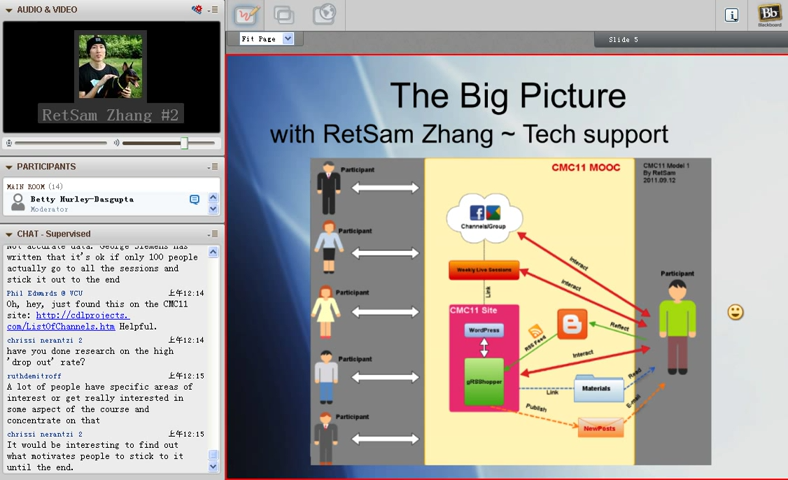 AUDIO & VIDEO
RetSam Zhang #2
PARTICIPANTS
MAIN ROOM (14)
Betty Hurley-Dasgupta
Moderator
CHAT - Supervised
Not accurate data. George Siemens has
written that it's ok if only 100 people
actually go to all the sessions and
stick it out to the end
Phil Edwards @ VCU 上午12:14
Oh, hey, just found this on the CMC11
site: http://cdlprojects.
com/ListOfChannels.htm Helpful.
chrissi nerantzi 2 上午12:14
have you done research on the high
'drop out' rate?
ruthdemitroff 上午12:15
A lot of people have specific areas of
interest or get really interested in
some aspect of the course and
concentrate on that
chrissi nerantzi 2 上午12:15
It would be interesting to find out
what motivates people to stick to it
until the end.
Fit Page
Slide 5
Bb
Blackboard
The Big Picture
with RetSam Zhang ~ Tech support
Participant
Participant
Participant
Participant
Participant
CMC11 MOOC
Channels/Group
Weekly Live Sessions
Link
CMC11 Site
WordPress
gRSShopper
RSS Feed
Interact
Interact
Reflect
Interact
Link
Materials
Read
Publish
NewPosts
E-mail
CMC11 Model 1
By RetSam
2011.09.12
Participant